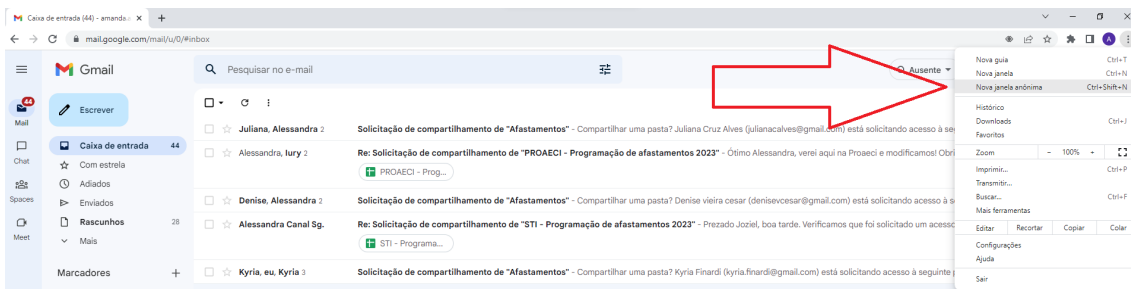 Caixa de entrada (44) - amanda.
mail.google.com/mail/u/0/#inbox
A
Gmail
Pesquisar no e-mail
Ausente
44
Mail
Chat
Spaces
Meet
Escrever
Caixa de entrada 44
Com estrela
Adiados
Enviados
Rascunhos 28
Mais
Marcadores
Juliana, Alessandra 2 Solicitação de compartilhamento de "Afastamentos" - Compartilhar uma pasta? Juliana Cruz Alves (julianacalves@gmail.com) está solicitando acesso à se
Alessandra, Iury 2 Re: Solicitação de compartilhamento de "PROAECI - Programação de afastamentos 2023" - Ótimo Alessandra, verei aqui na Proaeci e modificamos! Obri
PROAECI - Prog...
Denise, Alessandra 2 Solicitação de compartilhamento de "Afastamentos" - Compartilhar uma pasta? Denise vieira cesar (denisevcesar@gmail.com) está solicitando acesso à s
Alessandra Canal Sg. Re: Solicitação de compartilhamento de "STI - Programação de afastamentos 2023" - Prezado Joziel, boa tarde. Verificamos que foi solicitado um acess
STI - Programa...
Kyria, eu, Kyria 3 Solicitação de compartilhamento de "Afastamentos" - Compartilhar uma pasta? Kyria Finardi (kyria.finardi@gmail.com) está solicitando acesso à seguinte
Nova guia Ctrl+T
Nova janela Ctrl+N
Nova janela anônima Ctrl+Shift+N
Histórico
Downloads Ctrl+J
Favoritos
Zoom - 100% +
Imprimir... Ctrl+P
Transmitir...
Buscar... Ctrl+F
Mais ferramentas
Editar Recortar Copiar Colar
Configurações
Ajuda
Sair